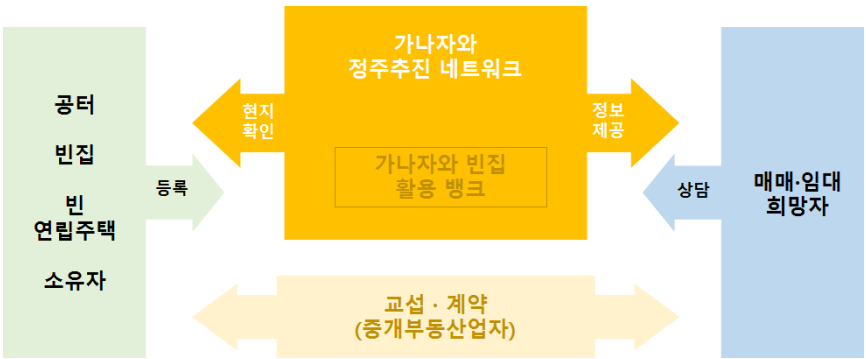 공터
빈집
빈
연립주택
소유자
등록
현지
확인
가나자와
정주추진 네트워크
가나자와 빈집
활용 뱅크
정보
제공
상담
매매·임대
희망자
교섭 · 계약
(중개부동산업자)